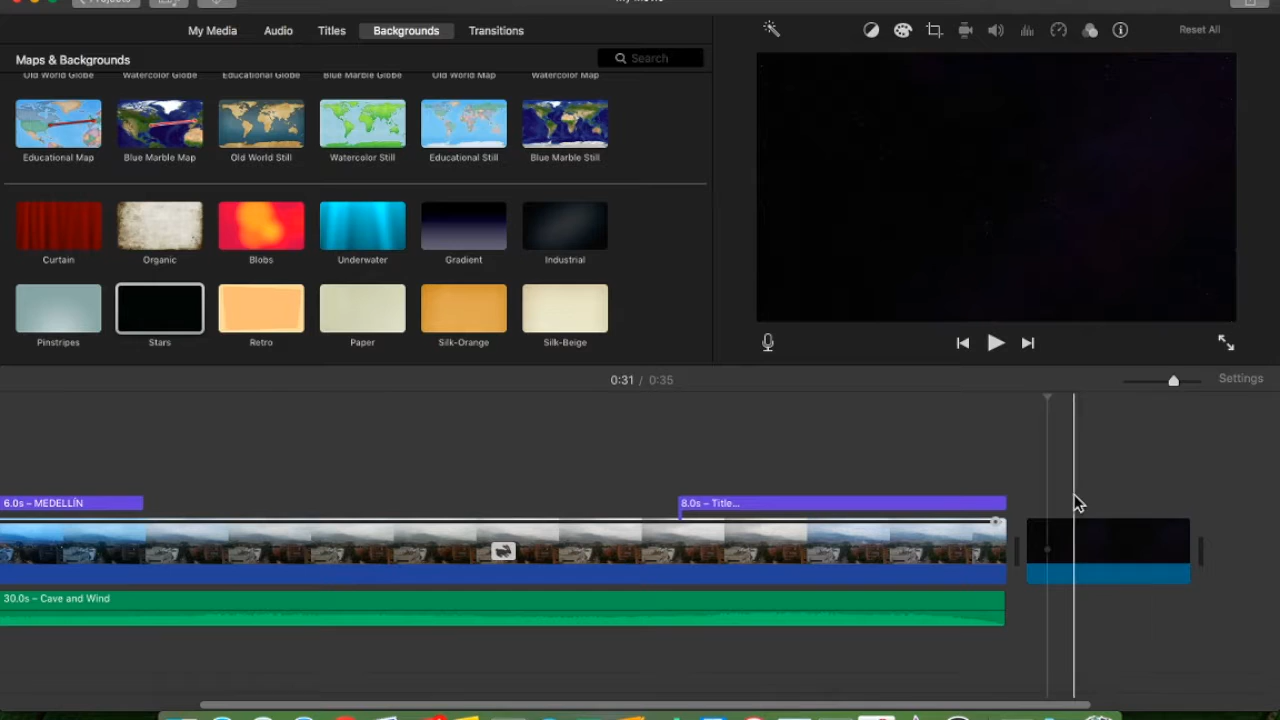 Projects
My Movie
My Media Audio Titles Backgrounds Transitions
Reset All
Maps & Backgrounds
Search
Old World Globe Watercolor Globe Educational Globe Blue Marble Globe Old World Map Watercolor Map
Educational Map Blue Marble Map Old World Still Watercolor Still Educational Still Blue Marble Still
Curtain Organic Blobs Underwater Gradient Industrial
Pinstripes Stars Retro Paper Silk-Orange Silk-Beige
0:31 / 0:35
Settings
6.0s – MEDELLÍN
8.0s – Title...
30.0s – Cave and Wind